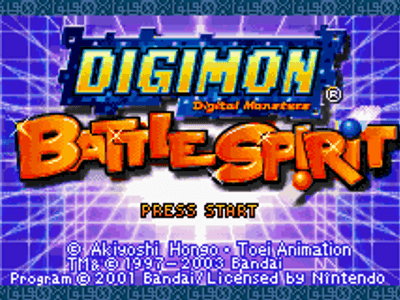 DIGIMON
Digital Monsters ®
BATTLE SPIRIT
PRESS START
© Akiyoshi Hongo・Toei Animation
TM& © 1997-2003 Bandai
Program © 2001 Bandai/Licensed by Nintendo